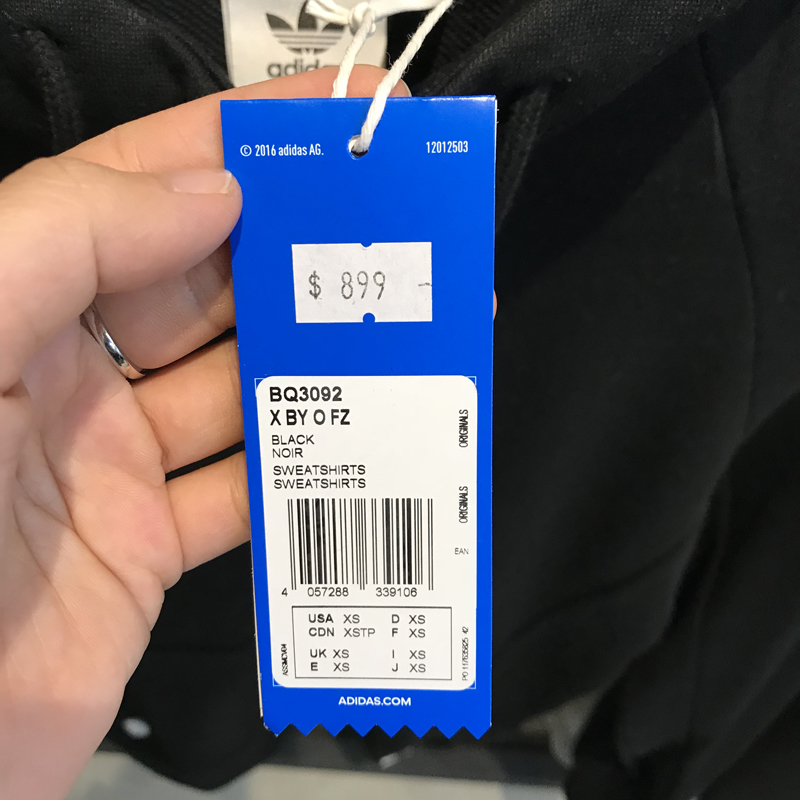 adidas
© 2016 adidas AG. 12012503
$ 899 -
BQ3092
X BY O FZ
BLACK
NOIR
SWEATSHIRTS
SWEATSHIRTS
ORIGINALS
ORIGINALS
EAN
4 057288 339106
USA XS D XS
CDN XSTP F XS
UK XS I XS
E XS J XS
ADIDAS.COM